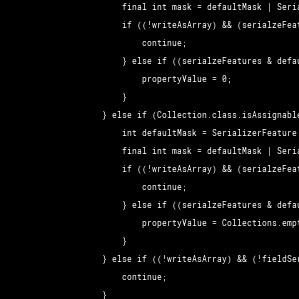 final int mask = defaultMask | Seria
if ((!writeAsArray) && (serialzeFeat
continue;
} else if ((serialzeFeatures & defau
propertyValue = 0;
}
} else if (Collection.class.isAssignable
int defaultMask = SerializerFeature
final int mask = defaultMask | Seria
if ((!writeAsArray) && (serialzeFeat
continue;
} else if ((serialzeFeatures & defau
propertyValue = Collections.empt
}
} else if ((!writeAsArray) && (!fieldSer
continue;
}